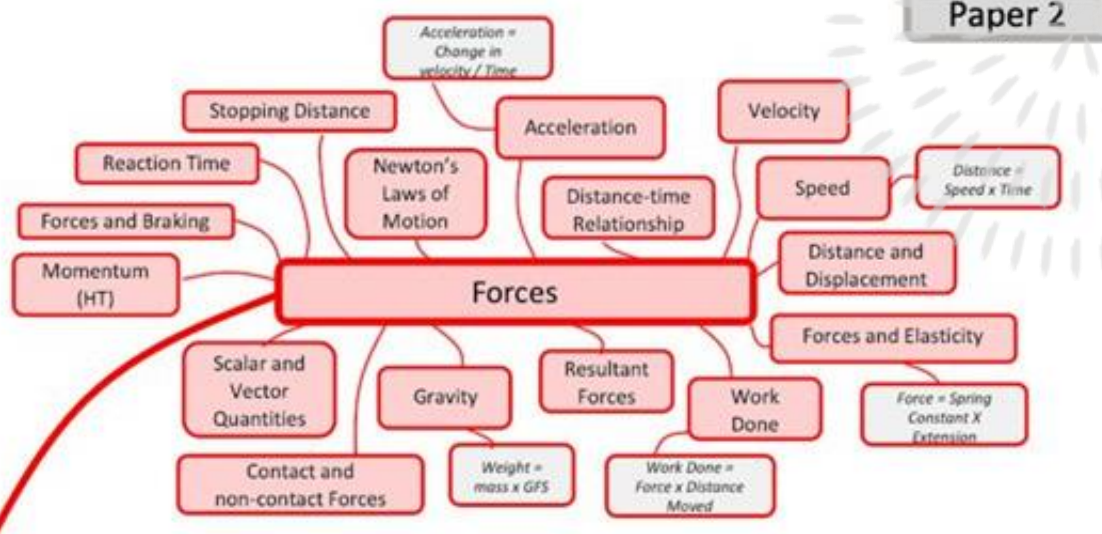 Paper 2
Acceleration =
Change in
velocity / Time
Stopping Distance
Acceleration
Velocity
Reaction Time
Newton's
Laws of
Motion
Distance-time
Relationship
Speed
Distance =
Speed x Time
Forces and Braking
Distance and
Displacement
Momentum
(HT)
Forces
Forces and Elasticity
Scalar and
Vector
Quantities
Gravity
Resultant
Forces
Work
Done
Force = Spring
Constant X
Extension
Contact and
non-contact Forces
Weight =
mass x GFS
Work Done =
Force x Distance
Moved